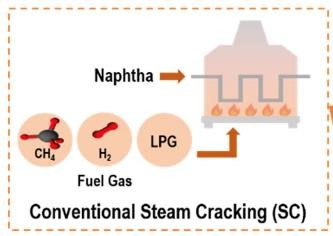 Naphtha
CH4
H2
LPG
Fuel Gas
Conventional Steam Cracking (SC)